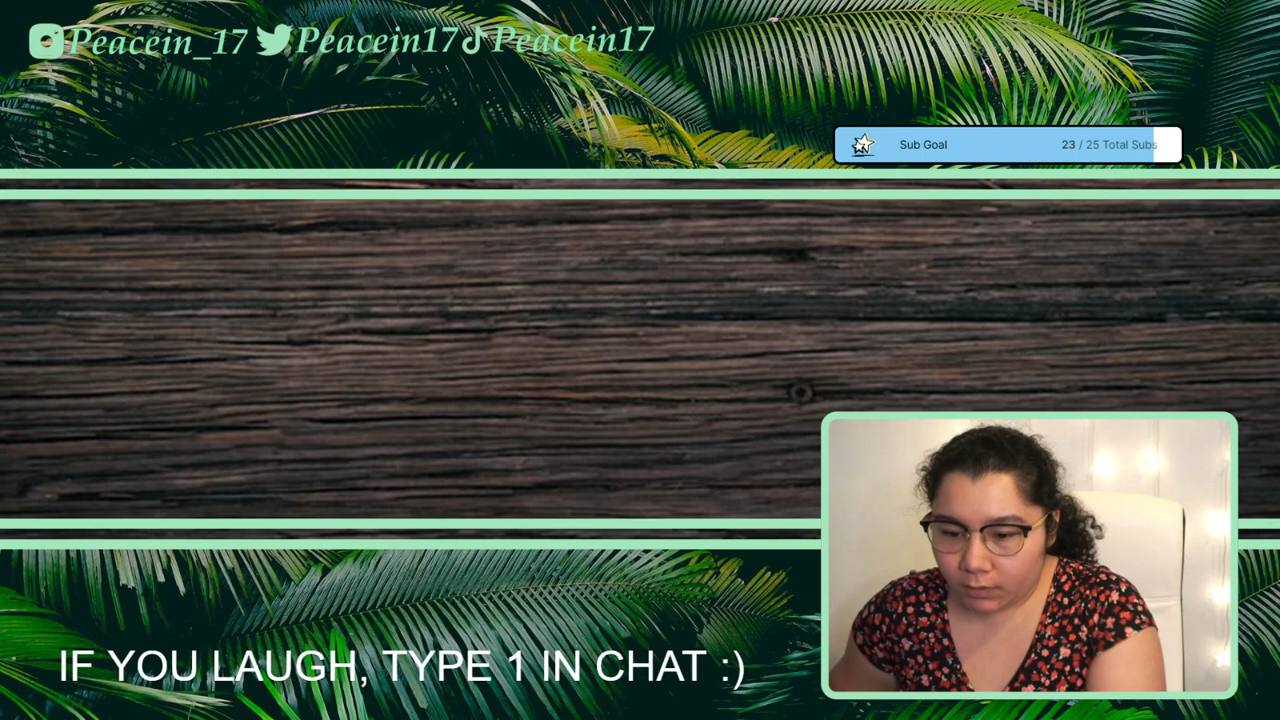 Peacein_17 Peacein17 Peacein17
Sub Goal 23 / 25 Total Subs
IF YOU LAUGH, TYPE 1 IN CHAT :)